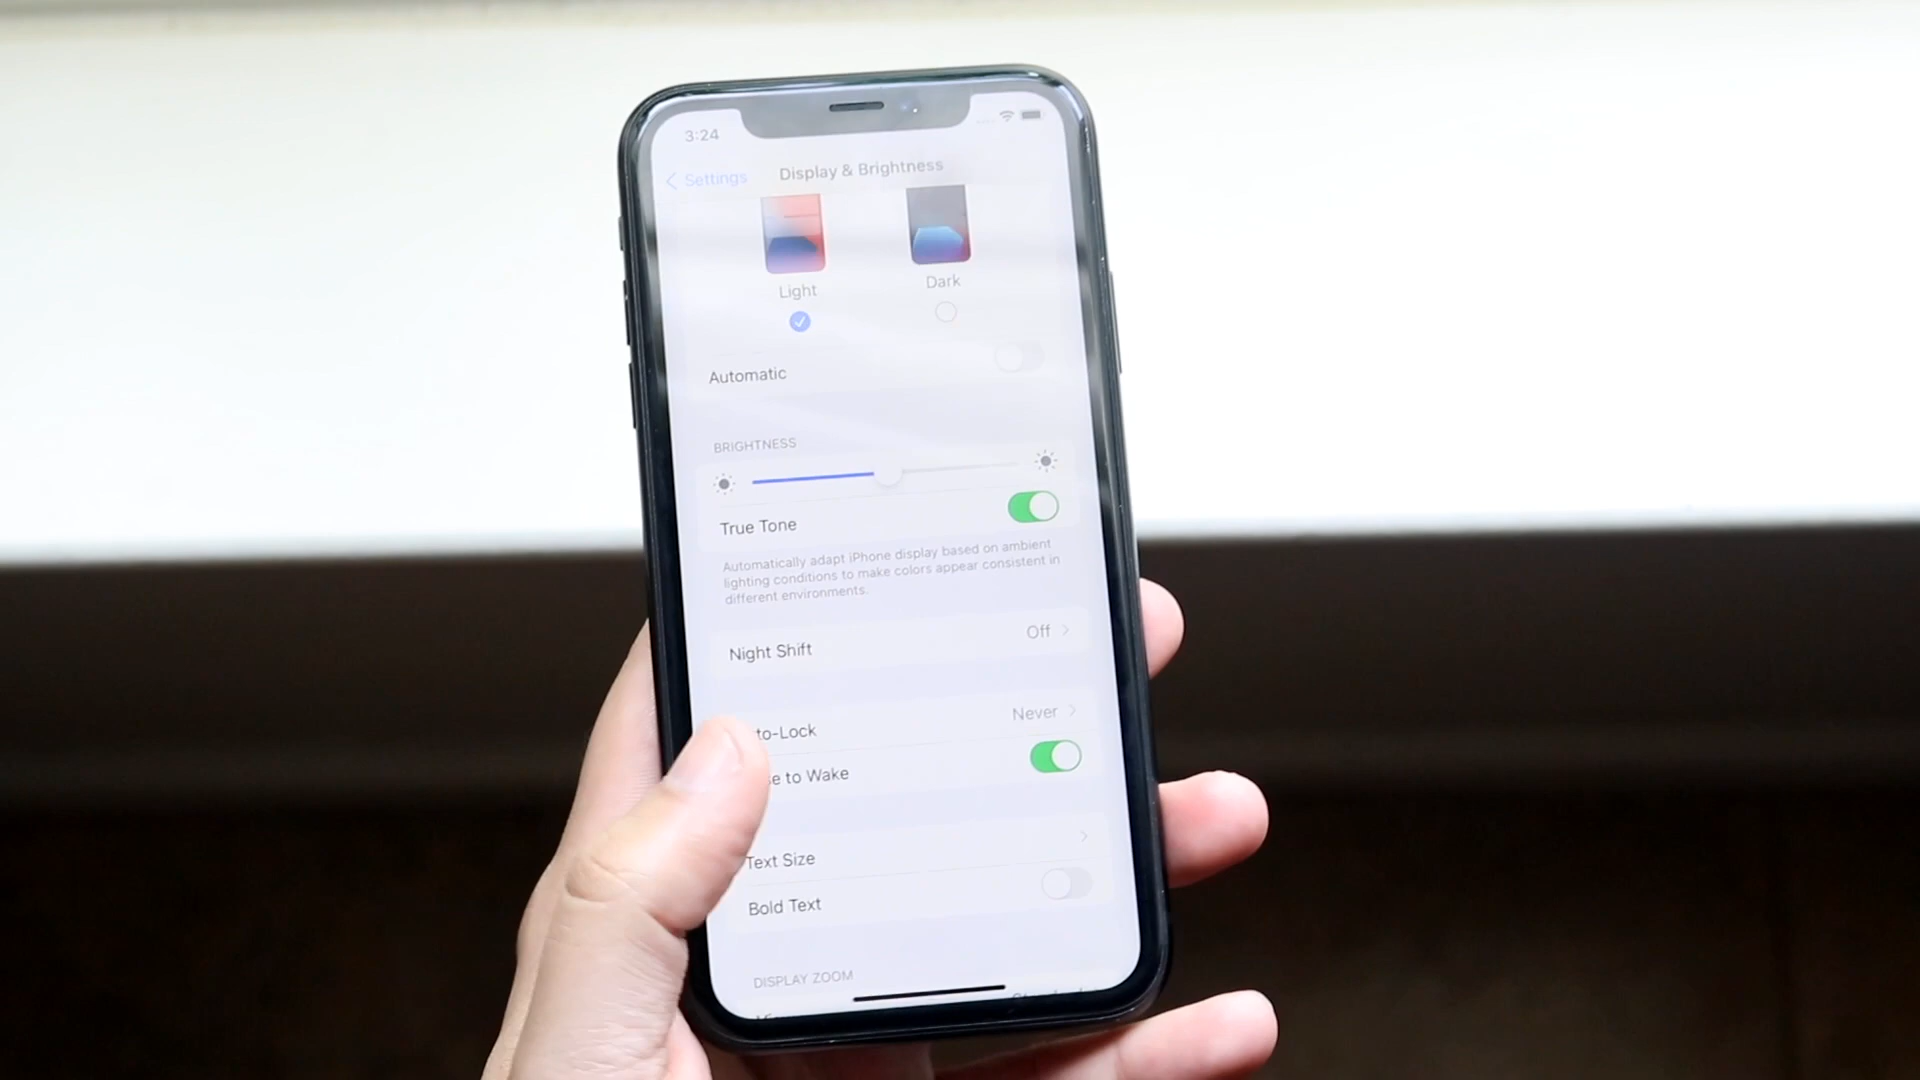 3:24
Settings
Display & Brightness
Light
Dark
Automatic
BRIGHTNESS
True Tone
Automatically adapt iPhone display based on ambient
lighting conditions to make colors appear consistent in
different environments.
Night Shift
Off
to-Lock
Never
se to Wake
Text Size
Bold Text
DISPLAY ZOOM